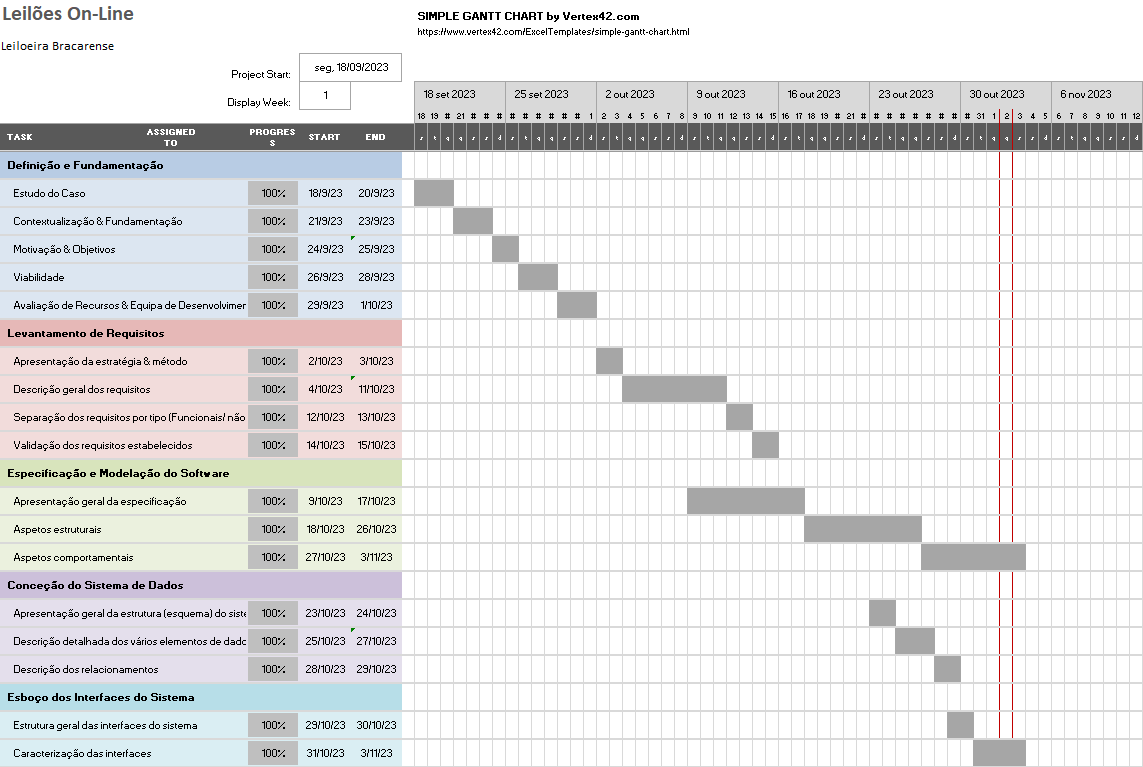 Leilões On-Line
SIMPLE GANTT CHART by Vertex42.com
https://www.vertex42.com/ExcelTemplates/simple-gantt-chart.html
Leiloeira Bracarense
Project Start: seg, 18/09/2023
Display Week: 1
18 set 2023 25 set 2023 2 out 2023 9 out 2023 16 out 2023 23 out 2023 30 out 2023 6 nov 2023
18 19 # 21 # # # # # # # # # 1 2 3 4 5 6 7 8 9 10 11 12 13 14 15 16 17 18 19 # 21 # # # # # # # # # 31 1 2 3 4 5 6 7 8 9 10 11 12
TASK ASSIGNED TO PROGRESS START END
Definição e Fundamentação
Estudo do Caso 100% 18/9/23 20/9/23
Contextualização & Fundamentação 100% 21/9/23 23/9/23
Motivação & Objetivos 100% 24/9/23 25/9/23
Viabilidade 100% 26/9/23 28/9/23
Avaliação de Recursos & Equipa de Desenvolvimer 100% 29/9/23 1/10/23
Levantamento de Requisitos
Apresentação da estratégia & método 100% 2/10/23 3/10/23
Descrição geral dos requisitos 100% 4/10/23 11/10/23
Separação dos requisitos por tipo (Funcionais/ não 100% 12/10/23 13/10/23
Validação dos requisitos estabelecidos 100% 14/10/23 15/10/23
Especificação e Modelação do Software
Apresentação geral da especificação 100% 9/10/23 17/10/23
Aspetos estruturais 100% 18/10/23 26/10/23
Aspetos comportamentais 100% 27/10/23 3/11/23
Conceção do Sistema de Dados
Apresentação geral da estrutura (esquema) do siste 100% 23/10/23 24/10/23
Descrição detalhada dos vários elementos de dado 100% 25/10/23 27/10/23
Descrição dos relacionamentos 100% 28/10/23 29/10/23
Esboço dos Interfaces do Sistema
Estrutura geral das interfaces do sistema 100% 29/10/23 30/10/23
Caracterização das interfaces 100% 31/10/23 3/11/23